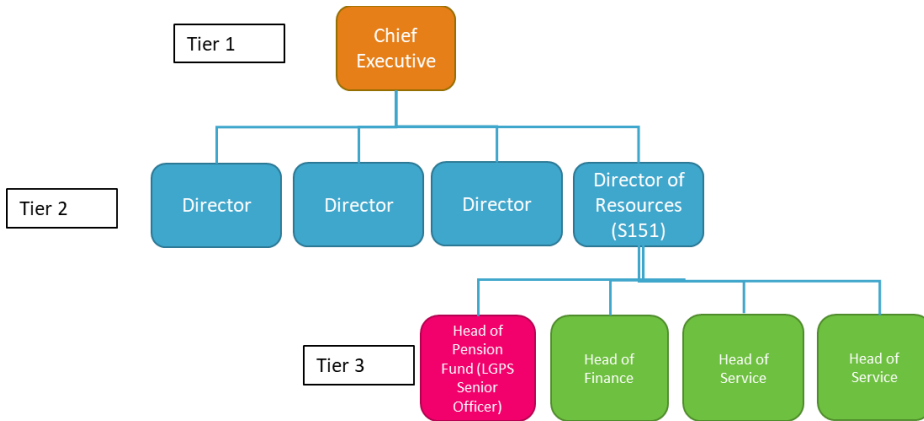 Tier 1
Chief
Executive
Tier 2
Director
Director
Director
Director of
Resources
(S151)
Tier 3
Head of
Pension
Fund (LGPS
Senior
Officer)
Head of
Finance
Head of
Service
Head of
Service